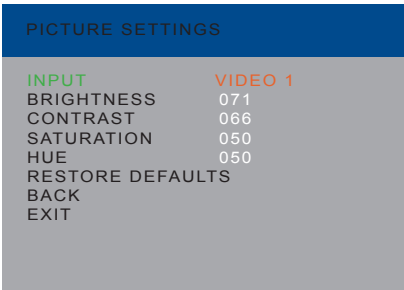 PICTURE SETTINGS
INPUT VIDEO 1
BRIGHTNESS 071
CONTRAST 066
SATURATION 050
HUE 050
RESTORE DEFAULTS
BACK
EXIT